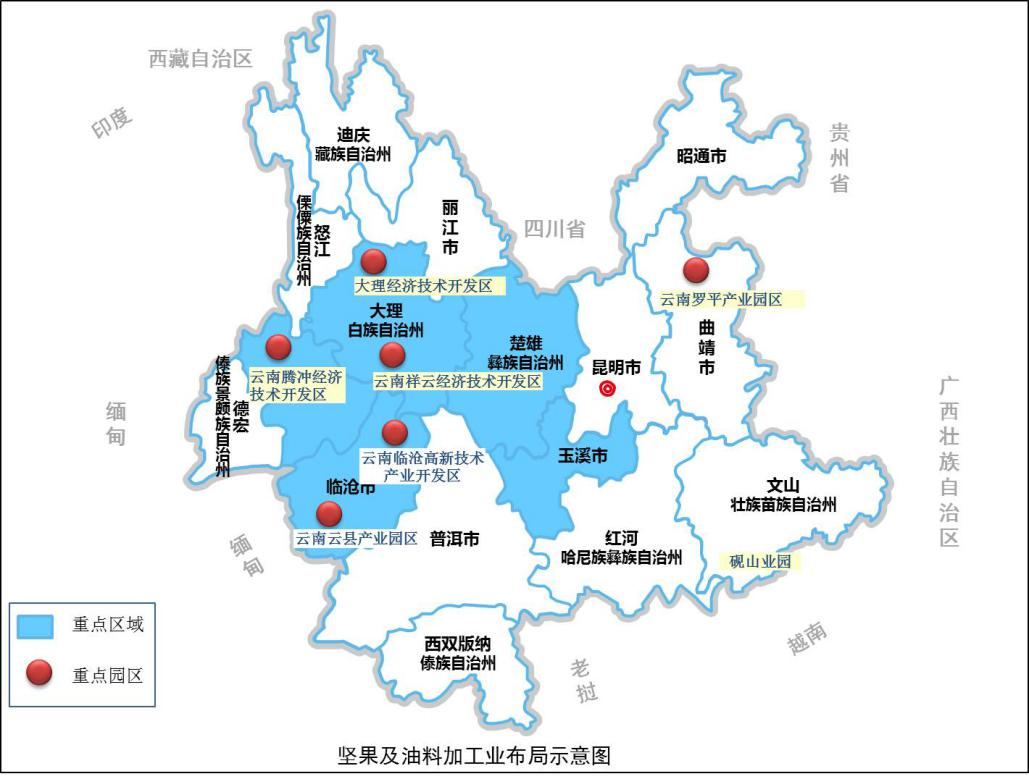 西藏自治区
印度
迪庆
藏族自治州
昭通市
贵州省
怒江
傈僳族自治州
丽江市
四川省
大理经济技术开发区
云南罗平产业园区
大理
白族自治州
楚雄
彝族自治州
昆明市
曲靖市
云南腾冲经济
技术开发区
云南祥云经济技术开发区
德宏
傣族景颇族自治州
缅甸
广西壮族自治区
云南临沧高新技术
产业开发区
玉溪市
临沧市
文山
壮族苗族自治州
云南云县产业园区
普洱市
红河
哈尼族彝族自治州
缅甸
砚山业园
重点区域
重点园区
西双版纳
傣族自治州
老挝
越南
坚果及油料加工业布局示意图